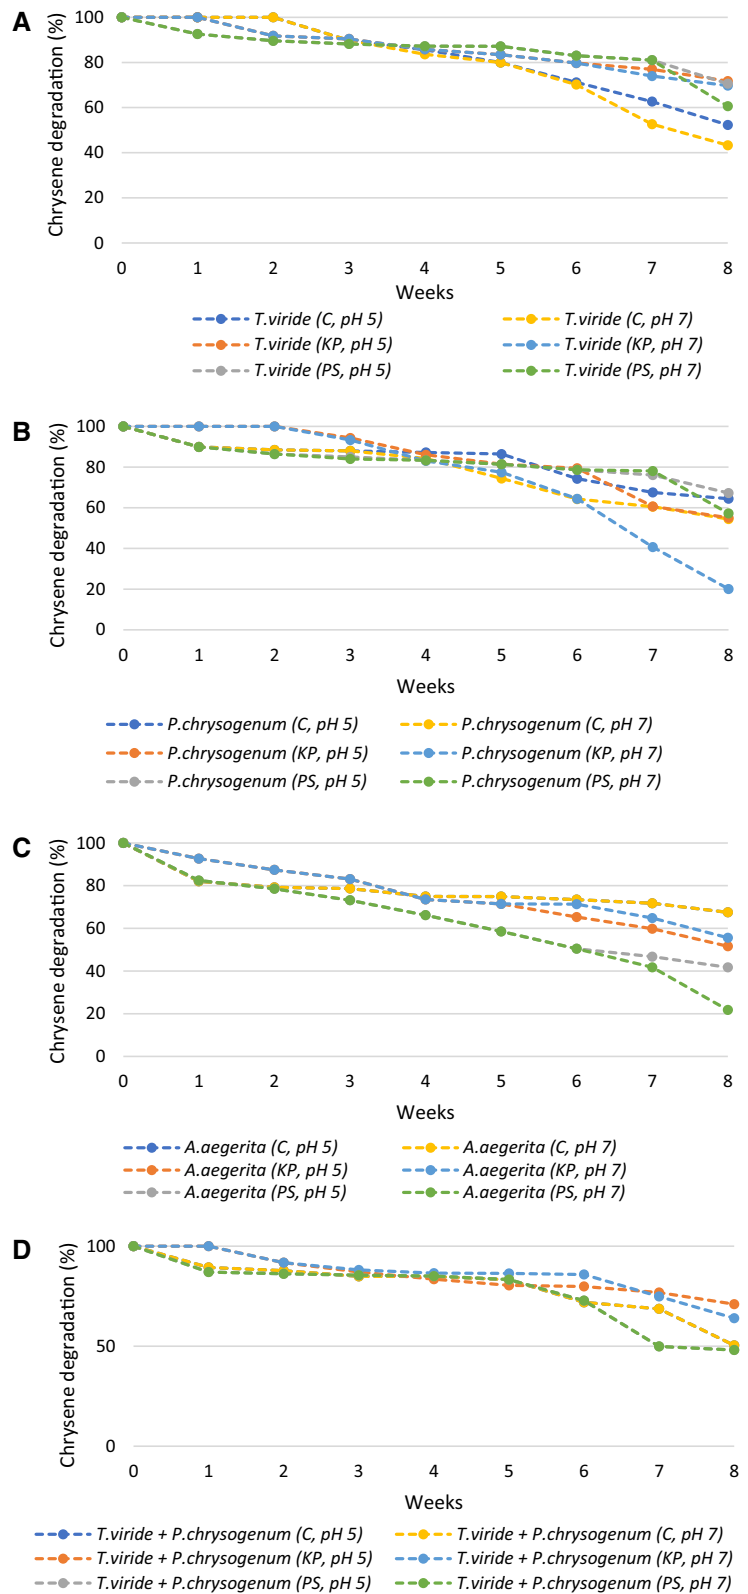 A
Chrysene degradation (%)
100
80
60
40
20
0
0 1 2 3 4 5 6 7 8
Weeks
T.viride (C, pH 5) T.viride (C, pH 7)
T.viride (KP, pH 5) T.viride (KP, pH 7)
T.viride (PS, pH 5) T.viride (PS, pH 7)
B
Chrysene degradation (%)
100
80
60
40
20
0
0 1 2 3 4 5 6 7 8
Weeks
P.chrysogenum (C, pH 5) P.chrysogenum (C, pH 7)
P.chrysogenum (KP, pH 5) P.chrysogenum (KP, pH 7)
P.chrysogenum (PS, pH 5) P.chrysogenum (PS, pH 7)
C
Chrysene degradation (%)
100
80
60
40
20
0
0 1 2 3 4 5 6 7 8
Weeks
A.aegerita (C, pH 5) A.aegerita (C, pH 7)
A.aegerita (KP, pH 5) A.aegerita (KP, pH 7)
A.aegerita (PS, pH 5) A.aegerita (PS, pH 7)
D
Chrysene degradation (%)
100
50
0
0 1 2 3 4 5 6 7 8
Weeks
T.viride + P.chrysogenum (C, pH 5) T.viride + P.chrysogenum (C, pH 7)
T.viride + P.chrysogenum (KP, pH 5) T.viride + P.chrysogenum (KP, pH 7)
T.viride + P.chrysogenum (PS, pH 5) T.viride + P.chrysogenum (PS, pH 7)